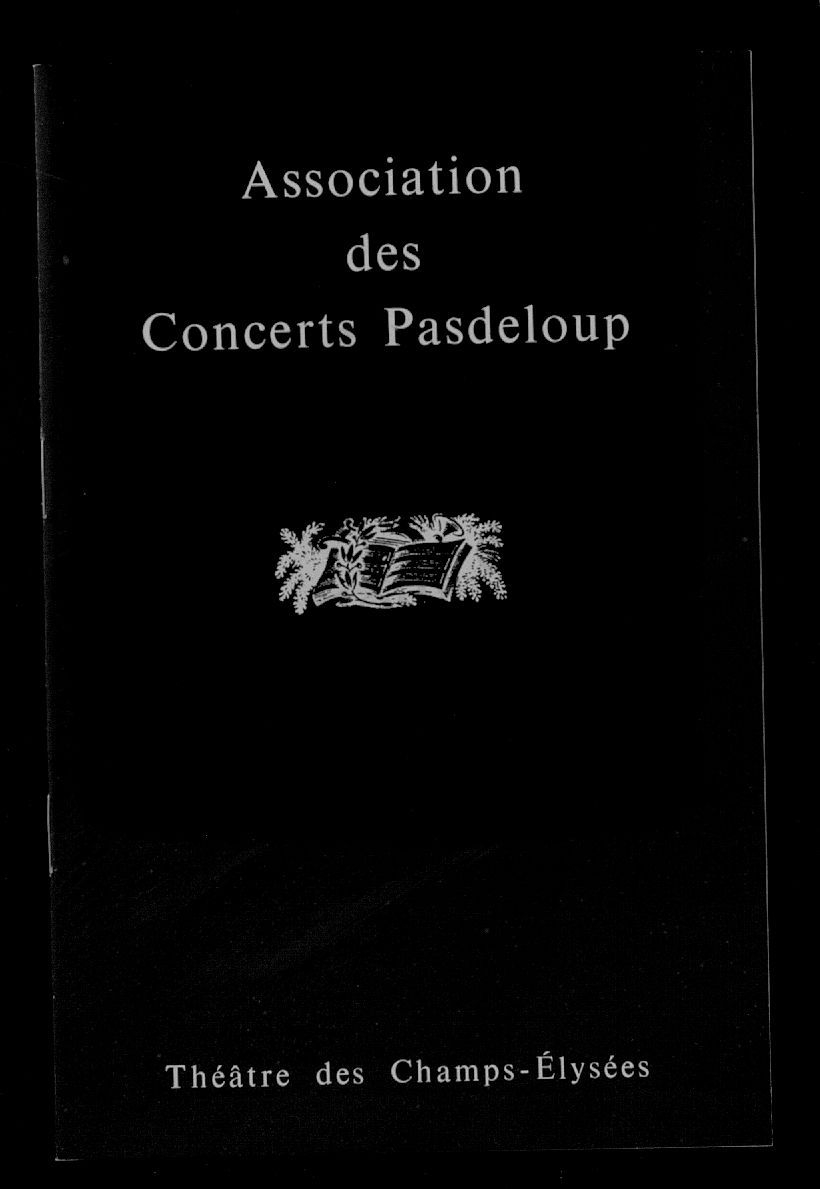 Association
des
Concerts Pasdeloup
Théâtre des Champs-Élysées